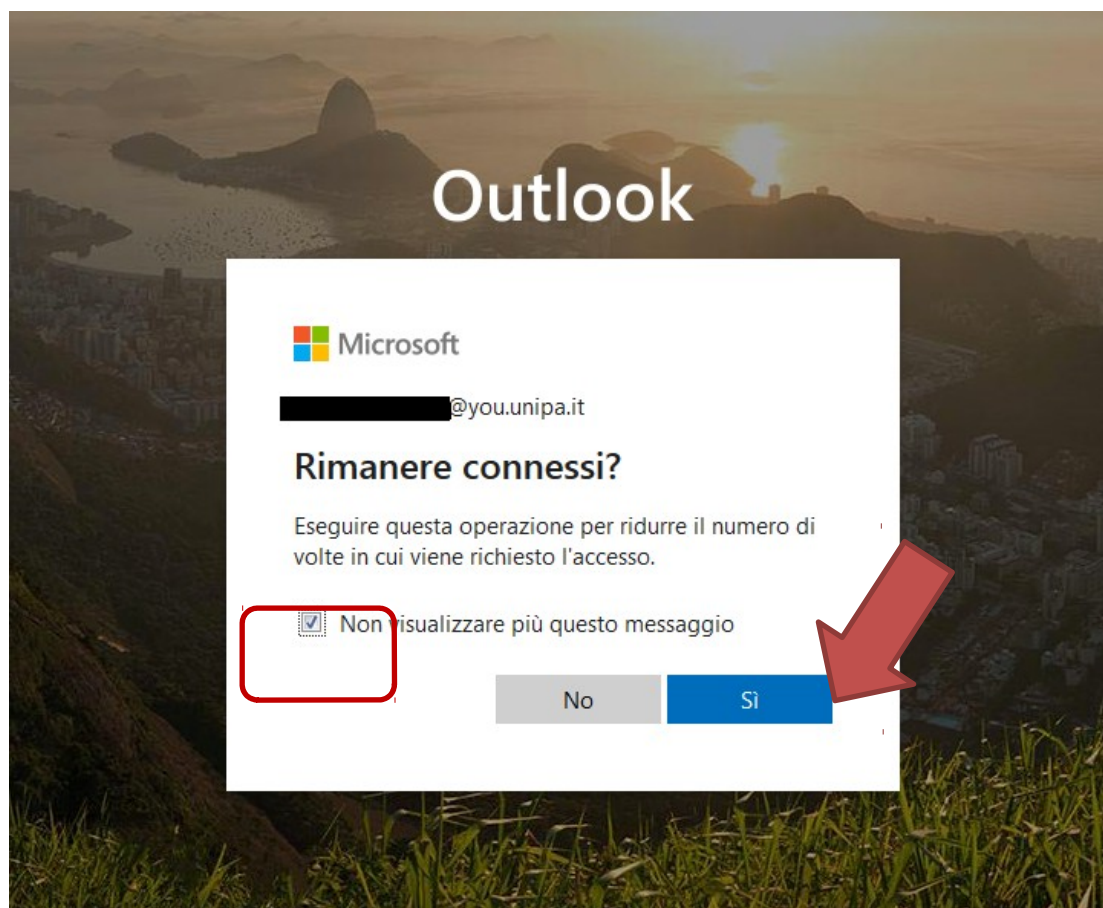 Outlook
Microsoft
@you.unipa.it
Rimanere connessi?
Eseguire questa operazione per ridurre il numero di
volte in cui viene richiesto l'accesso.
Non visualizzare più questo messaggio
No Sì